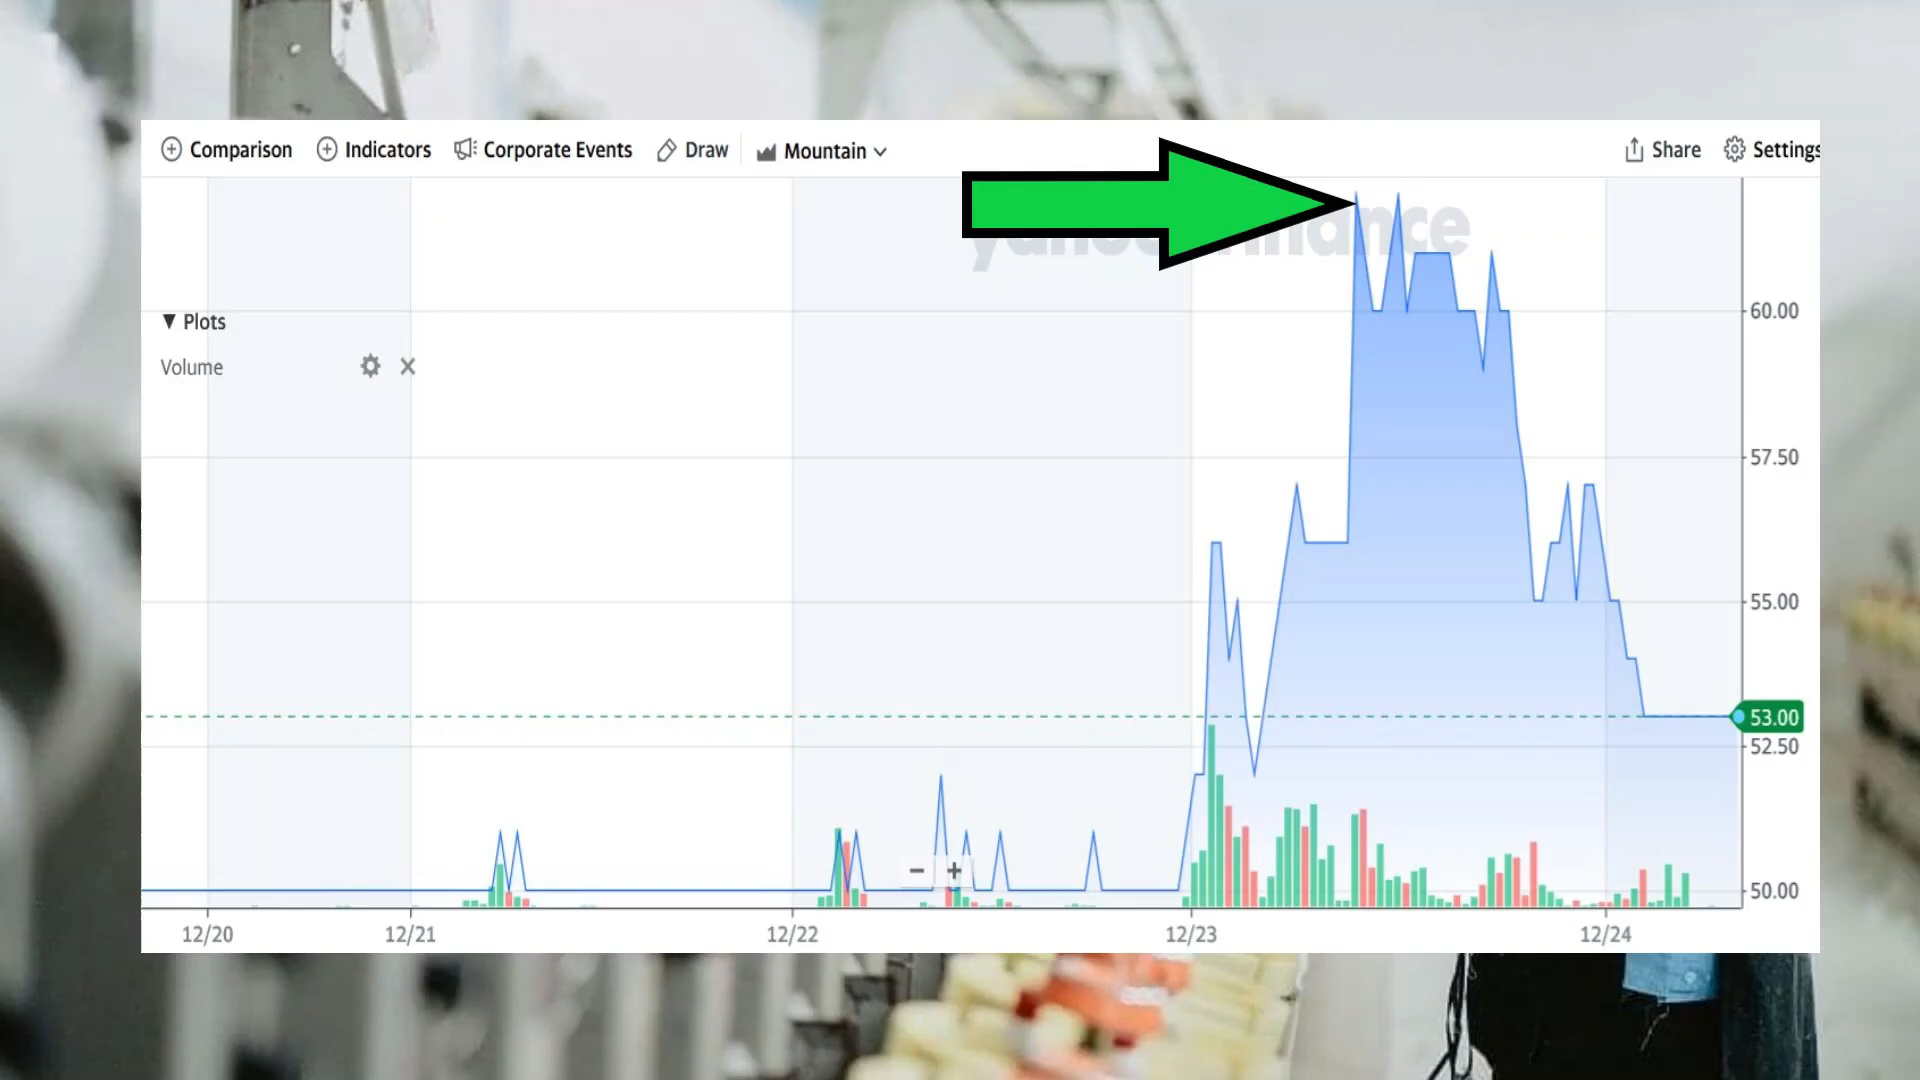 Comparison
Indicators
Corporate Events
Draw
Mountain
Share
Settings
Plots
Volume
60.00
57.50
55.00
53.00
52.50
50.00
12/20
12/21
12/22
12/23
12/24